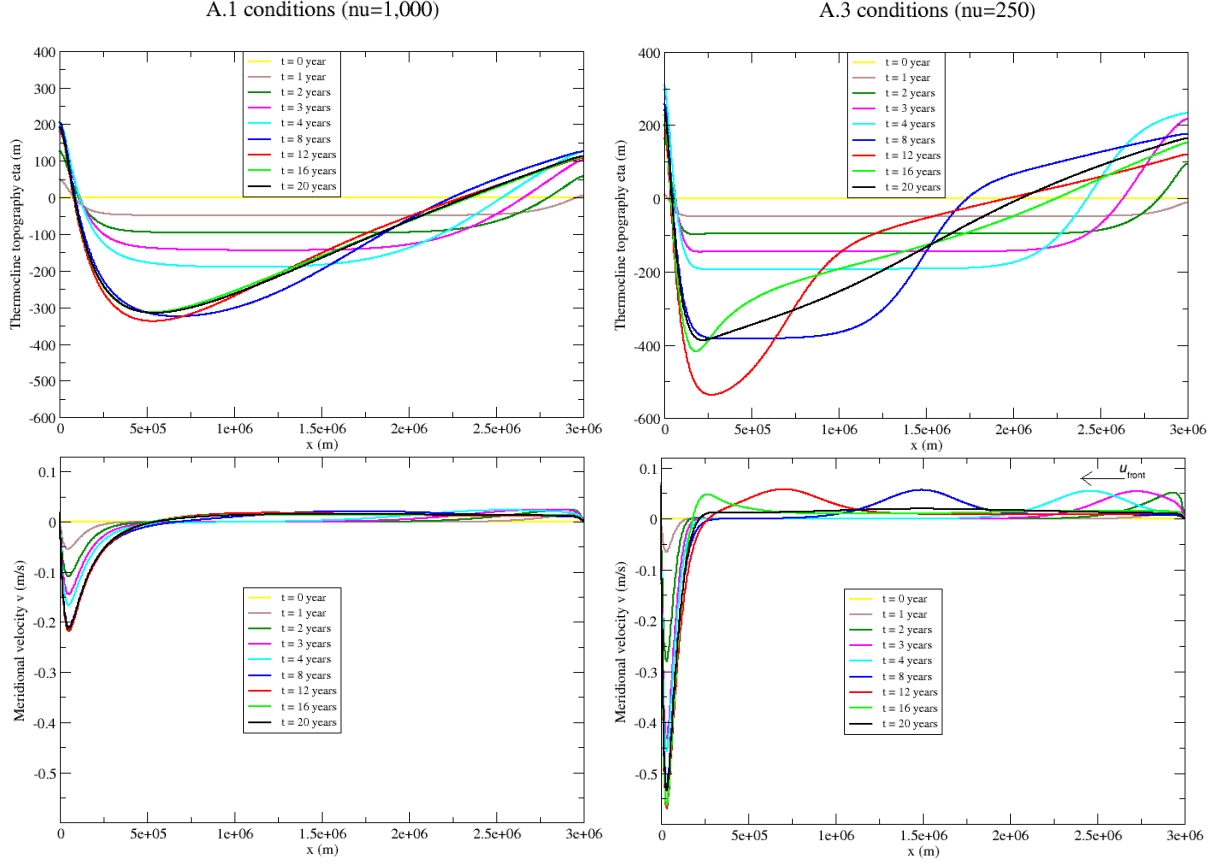 A.1 conditions (nu=1,000)
A.3 conditions (nu=250)
400
300
200
100
0
-100
-200
-300
-400
-500
-600
Thermocline topography eta (m)
t = 0 year
t = 1 year
t = 2 years
t = 3 years
t = 4 years
t = 8 years
t = 12 years
t = 16 years
t = 20 years
0
5e+05
1e+06
1.5e+06
2e+06
2.5e+06
3e+06
x (m)
400
300
200
100
0
-100
-200
-300
-400
-500
-600
Thermocline topography eta (m)
t = 0 year
t = 1 year
t = 2 years
t = 3 years
t = 4 years
t = 8 years
t = 12 years
t = 16 years
t = 20 years
0
5e+05
1e+06
1.5e+06
2e+06
2.5e+06
3e+06
x (m)
0.1
0
-0.1
-0.2
-0.3
-0.4
-0.5
Meridional velocity v (m/s)
t = 0 year
t = 1 year
t = 2 years
t = 3 years
t = 4 years
t = 8 years
t = 12 years
t = 16 years
t = 20 years
0
5e+05
1e+06
1.5e+06
2e+06
2.5e+06
3e+06
x (m)
0.1
0
-0.1
-0.2
-0.3
-0.4
-0.5
Meridional velocity v (m/s)
u front
t = 0 year
t = 1 year
t = 2 years
t = 3 years
t = 4 years
t = 8 years
t = 12 years
t = 16 years
t = 20 years
0
5e+05
1e+06
1.5e+06
2e+06
2.5e+06
3e+06
x (m)